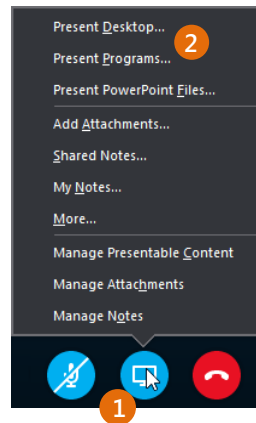 Present Desktop...
2
Present Programs...
Present PowerPoint Files...
Add Attachments...
Shared Notes...
My Notes...
More...
Manage Presentable Content
Manage Attachments
Manage Notes
1